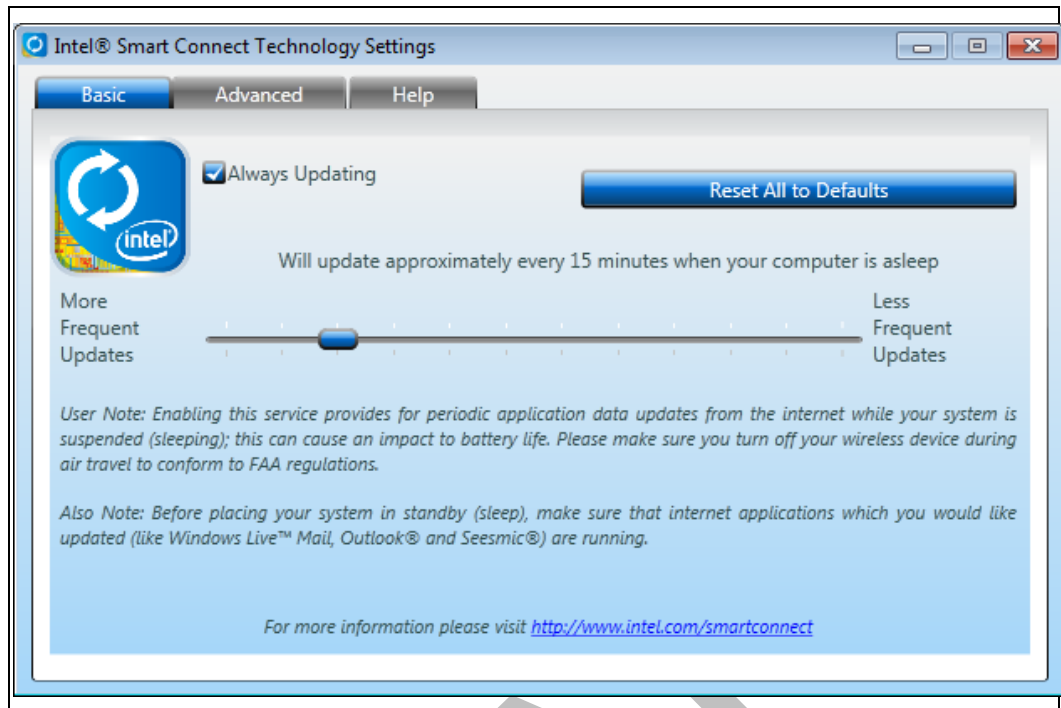 Intel® Smart Connect Technology Settings
Basic Advanced Help
Always Updating
Reset All to Defaults
intel
Will update approximately every 15 minutes when your computer is asleep
More
Frequent
Updates
Less
Frequent
Updates
User Note: Enabling this service provides for periodic application data updates from the internet while your system is
suspended (sleeping); this can cause an impact to battery life. Please make sure you turn off your wireless device during
air travel to conform to FAA regulations.
Also Note: Before placing your system in standby (sleep), make sure that internet applications which you would like
updated (like Windows Live™ Mail, Outlook® and Seesmic®) are running.
For more information please visit http://www.intel.com/smartconnect